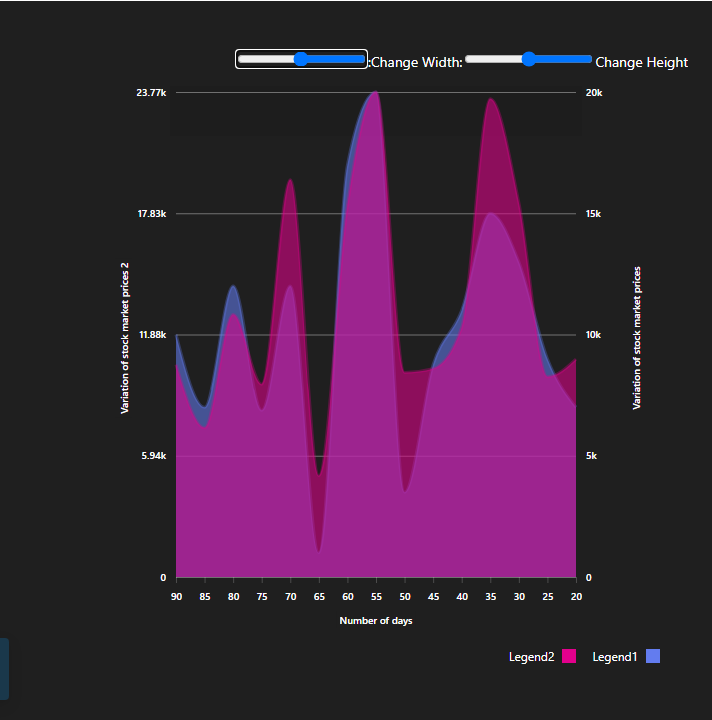 :Change Width: Change Height
23.77k
17.83k
11.88k
5.94k
0
Variation of stock market prices 2
20k
15k
10k
5k
0
Variation of stock market prices
90 85 80 75 70 65 60 55 50 45 40 35 30 25 20
Number of days
Legend2 Legend1